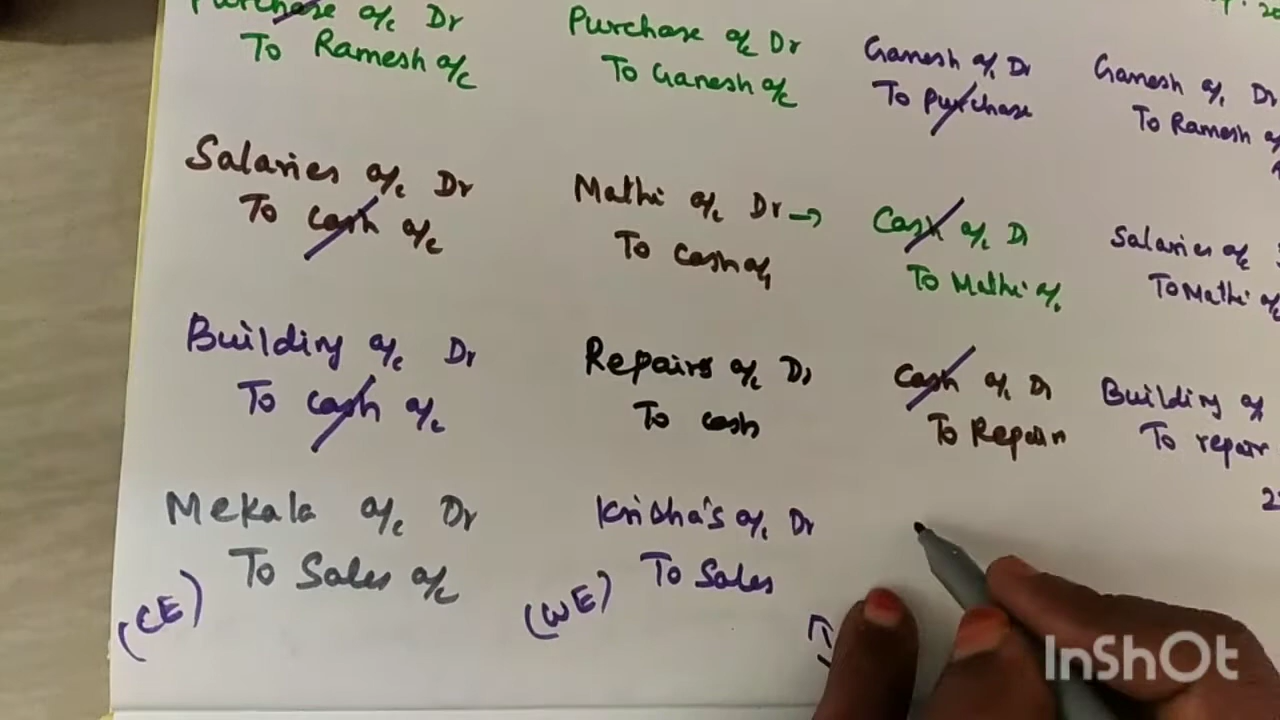 Purchase a/c Dr
To Ramesh a/c
Purchase a/c Dr
To Ganesh a/c
Ganesh a/c Dr
To Purchase
Ganesh a/c Dr
To Ramesh a/
Salaries a/c Dr
To cash a/c
Mathi a/c Dr →
To cash a/c
Cash a/c D
To Mathi a/c
Salaries a/c
To Mathi a/c
Building a/c Dr
To cash a/c
Repairs a/c Dr
To cash
Cash a/c Dr
To Repair
Building a/
To repair
Mekala a/c Dr
To Sales a/c
(CE)
Krisha's a/c Dr
To Sales
(WE)
InShOt